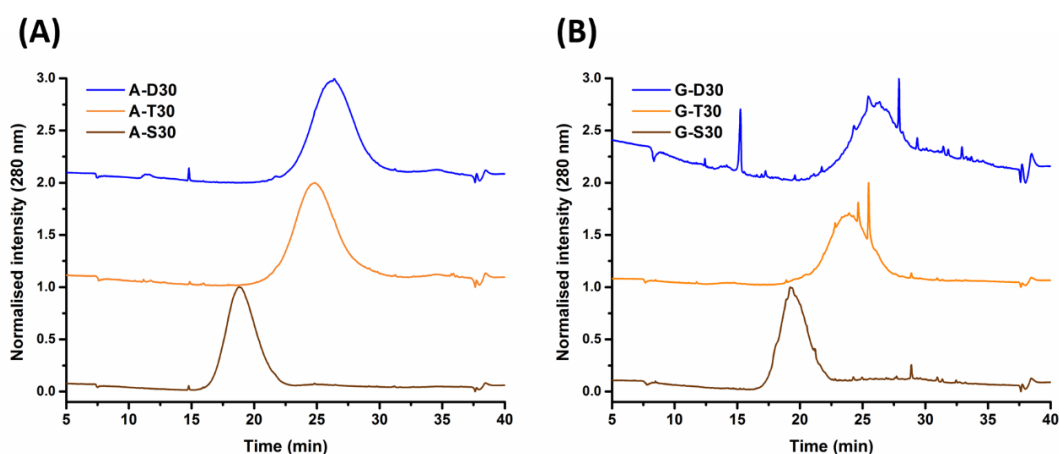 (A)
(B)
A-D30
A-T30
A-S30
3.0
2.5
2.0
1.5
1.0
0.5
0.0
Normalised intensity (280 nm)
5 10 15 20 25 30 35 40
Time (min)
G-D30
G-T30
G-S30
3.0
2.5
2.0
1.5
1.0
0.5
0.0
Normalised intensity (280 nm)
5 10 15 20 25 30 35 40
Time (min)